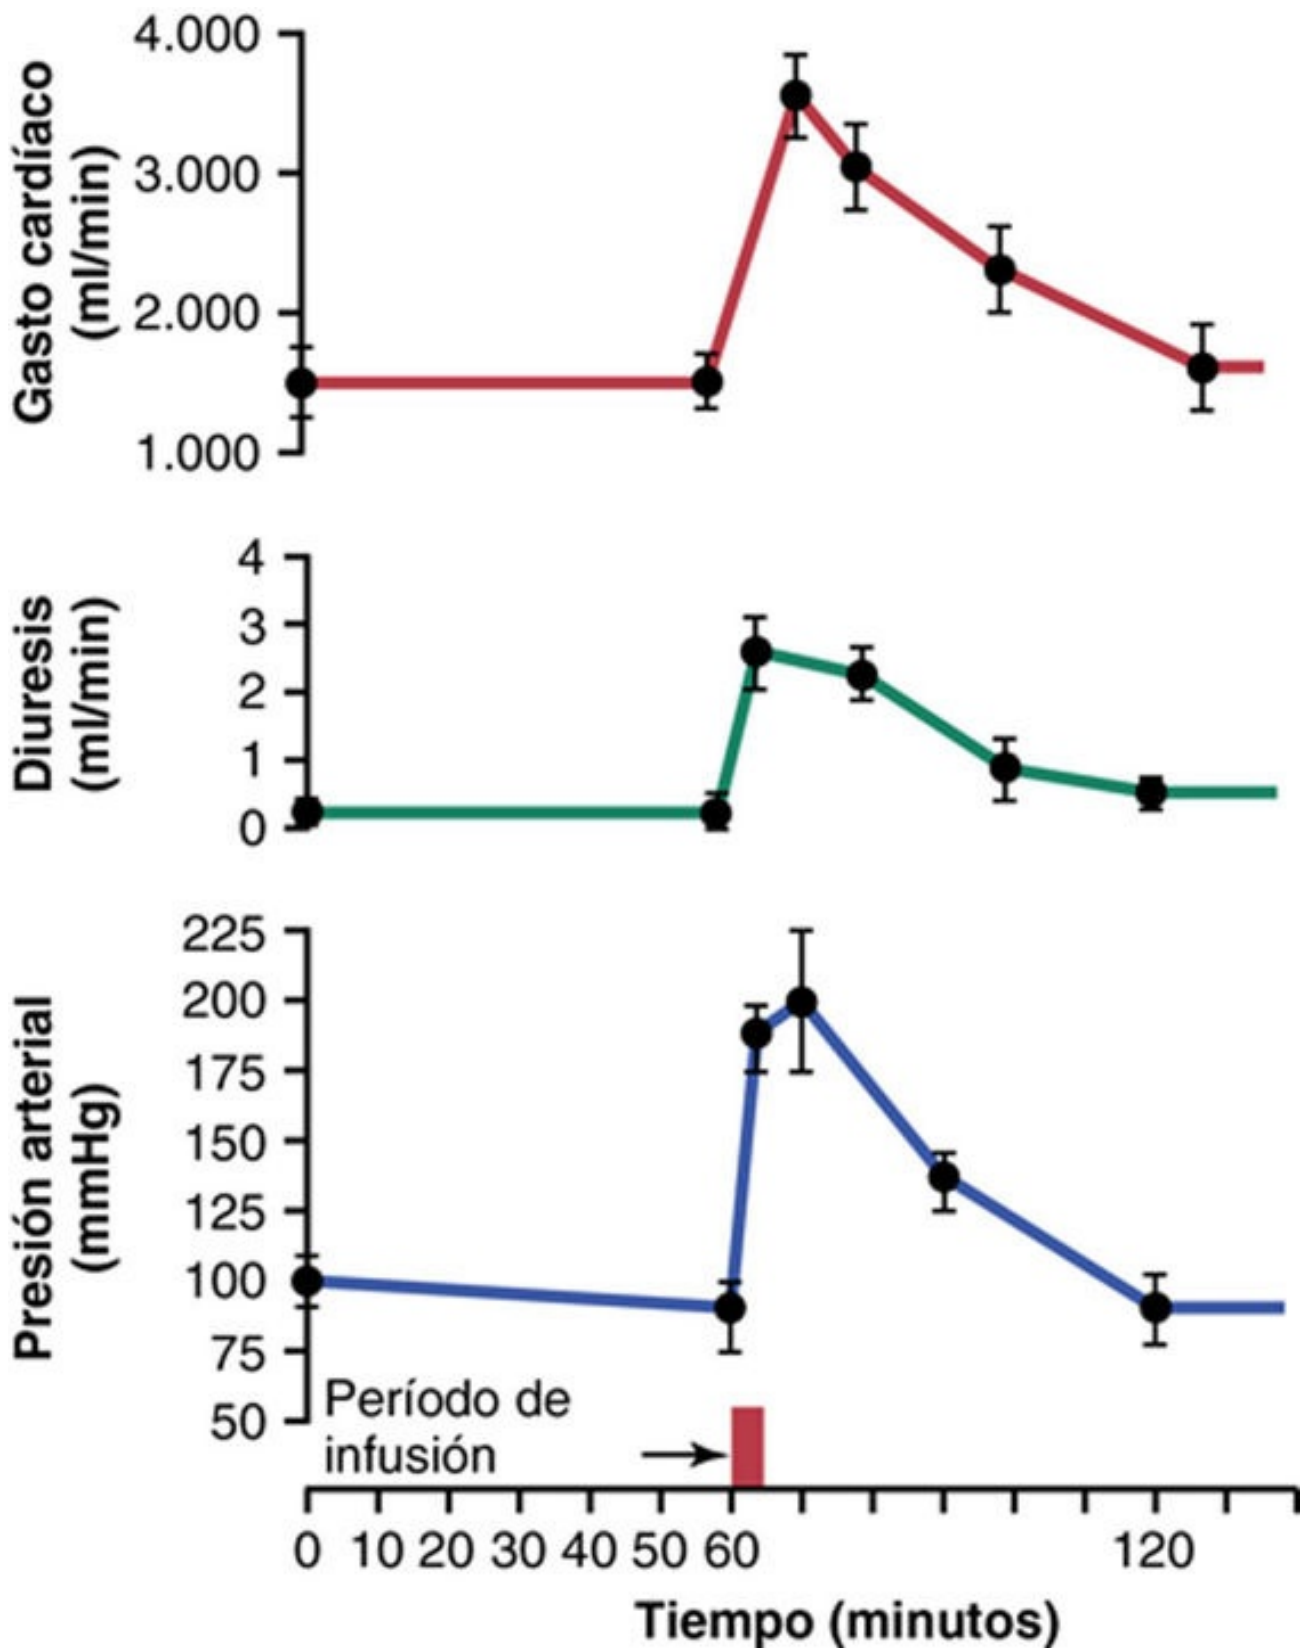 Gasto cardíaco
(ml/min)
4.000
3.000
2.000
1.000
Diuresis
(ml/min)
4
3
2
1
0
Presión arterial
(mmHg)
225
200
175
150
125
100
75
50
Período de
infusión
0 10 20 30 40 50 60 120
Tiempo (minutos)